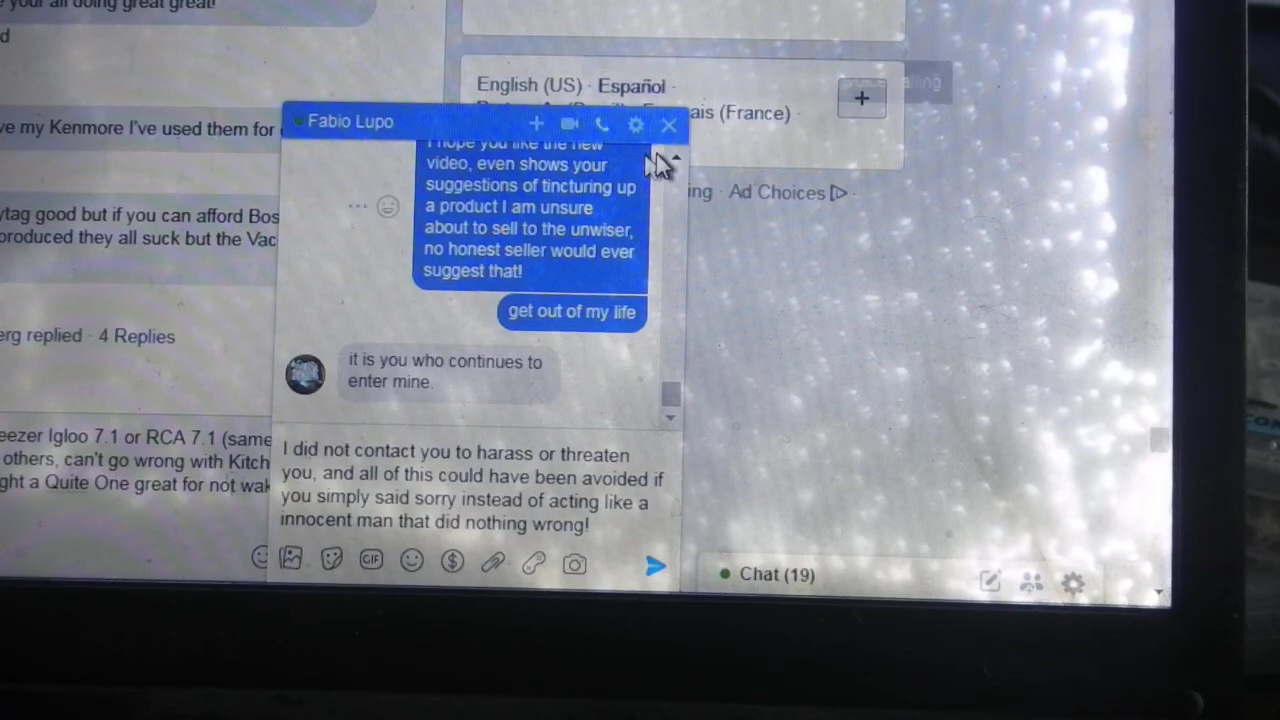 your all doing great great!
d
ve my Kenmore I've used them for
ytag good but if you can afford Bos
produced they all suck but the Vac
erg replied · 4 Replies
eezer Igloo 7.1 or RCA 7.1 (same
others, can't go wrong with Kitch
ght a Quite One great for not wak
English (US) · Español ·
ais (France) ·
+
ing · Ad Choices
Fabio Lupo
I hope you like the new
video, even shows your
suggestions of tincturing up
a product I am unsure
about to sell to the unwiser,
no honest seller would ever
suggest that!
get out of my life
it is you who continues to
enter mine.
I did not contact you to harass or threaten
you, and all of this could have been avoided if
you simply said sorry instead of acting like a
innocent man that did nothing wrong!
GIF
$
Chat (19)